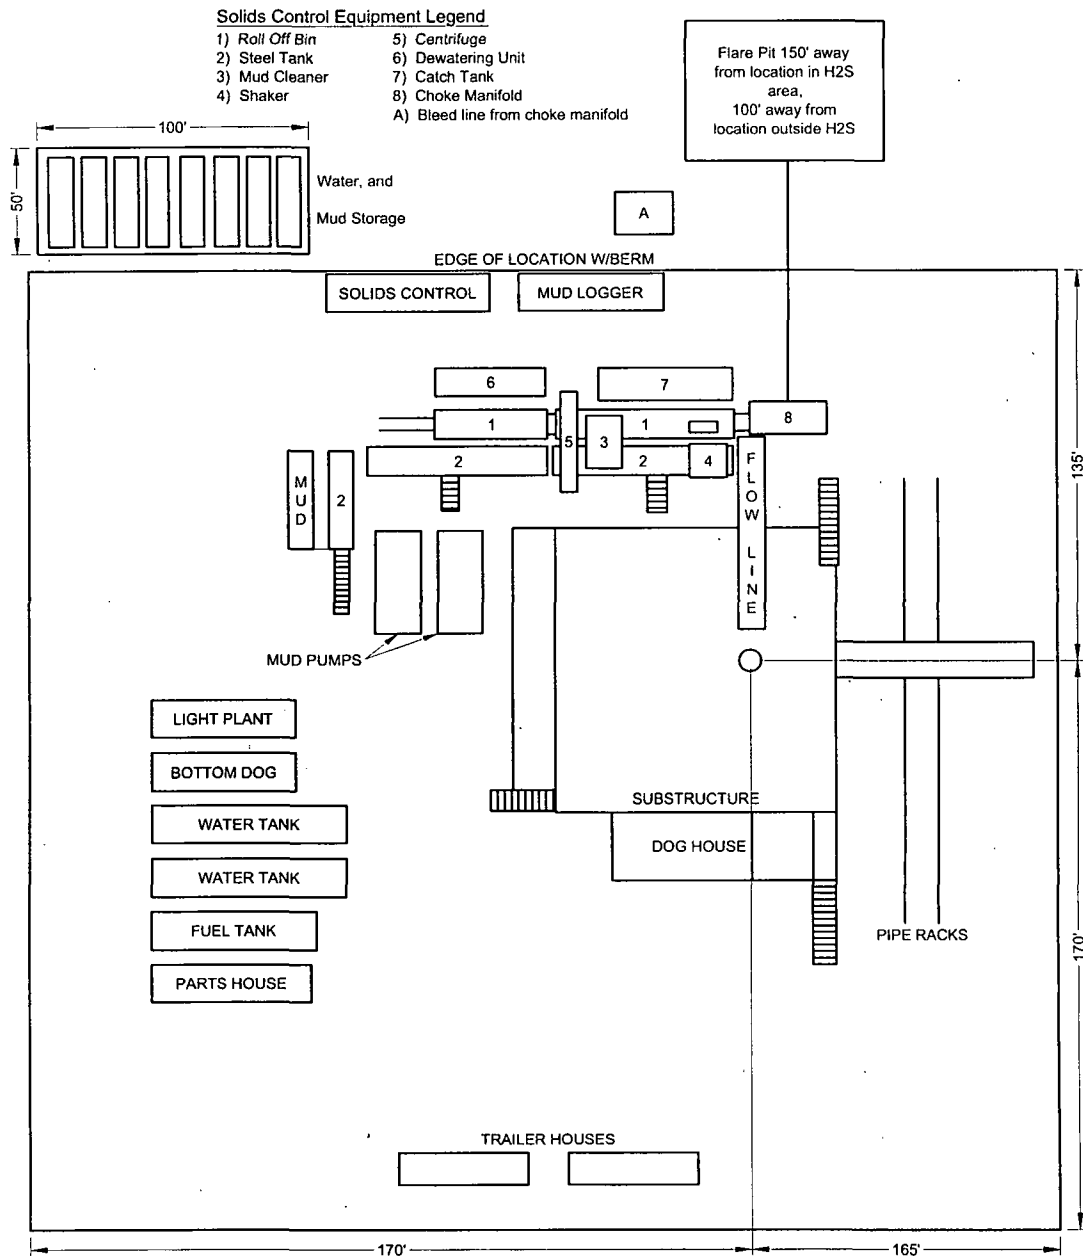 Solids Control Equipment Legend
1) Roll Off Bin
2) Steel Tank
3) Mud Cleaner
4) Shaker
5) Centrifuge
6) Dewatering Unit
7) Catch Tank
8) Choke Manifold
A) Bleed line from choke manifold
Flare Pit 150' away
from location in H2S
area,
100' away from
location outside H2S
100'
50'
Water, and
Mud Storage
A
EDGE OF LOCATION W/BERM
SOLIDS CONTROL
MUD LOGGER
6
7
1
1
8
5
3
2
2
4
MUD
2
FLOW LINE
135'
MUD PUMPS
LIGHT PLANT
BOTTOM DOG
WATER TANK
WATER TANK
FUEL TANK
PARTS HOUSE
SUBSTRUCTURE
DOG HOUSE
PIPE RACKS
170'
TRAILER HOUSES
170'
165'